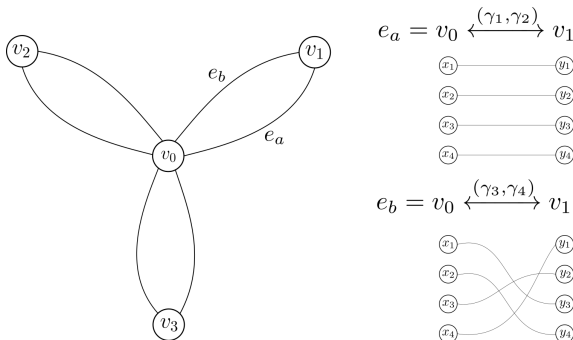 v₂
v₁
e_b
e_a
v₀
v₃
e_a = v₀ ⟷^{(γ₁,γ₂)} v₁
x₁ y₁
x₂ y₂
x₃ y₃
x₄ y₄
e_b = v₀ ⟷^{(γ₃,γ₄)} v₁
x₁ y₁
x₂ y₂
x₃ y₃
x₄ y₄